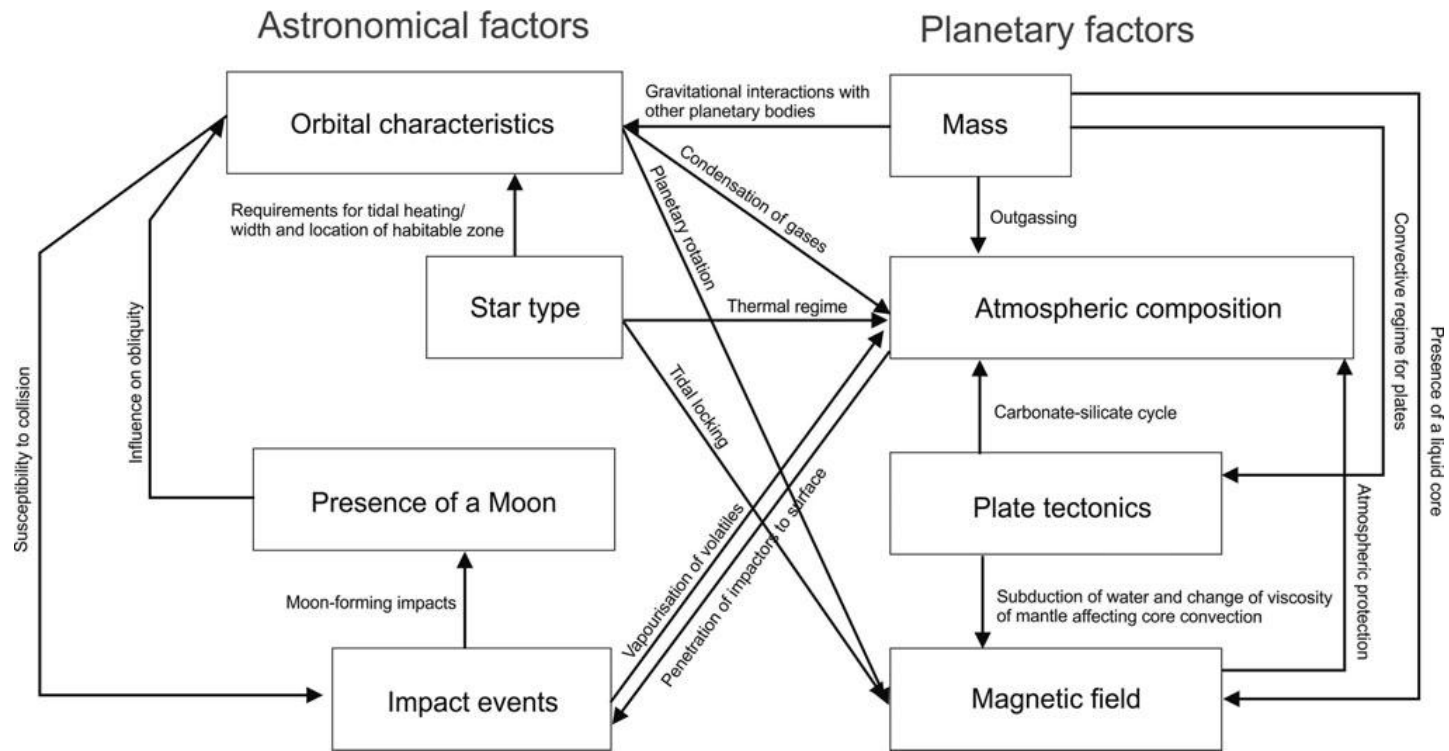 Astronomical factors
Planetary factors
Orbital characteristics
Gravitational interactions with
other planetary bodies
Mass
Condensation of gases
Planetary rotation
Requirements for tidal heating/
width and location of habitable zone
Outgassing
Convective regime for plates
Star type
Thermal regime
Atmospheric composition
Presence of a liquid core
Susceptibility to collision
Influence on obliquity
Tidal locking
Carbonate-silicate cycle
Presence of a Moon
Plate tectonics
Atmospheric protection
Vapourisation of volatiles
Penetration of impactors to surface
Moon-forming impacts
Subduction of water and change of viscosity
of mantle affecting core convection
Impact events
Magnetic field